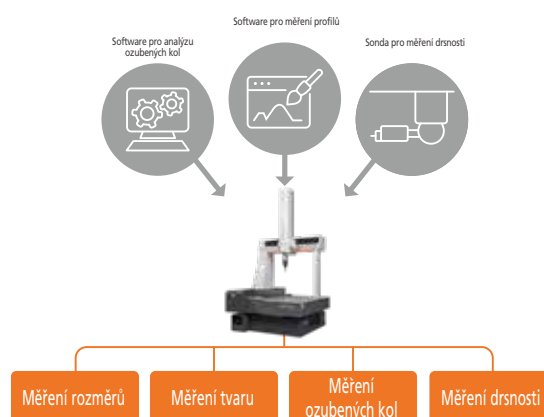 Software pro analýzu
ozubených kol
Software pro měření profilů
Sonda pro měření drsnosti
Měření rozměrů
Měření tvaru
Měření
ozubených kol
Měření drsnosti